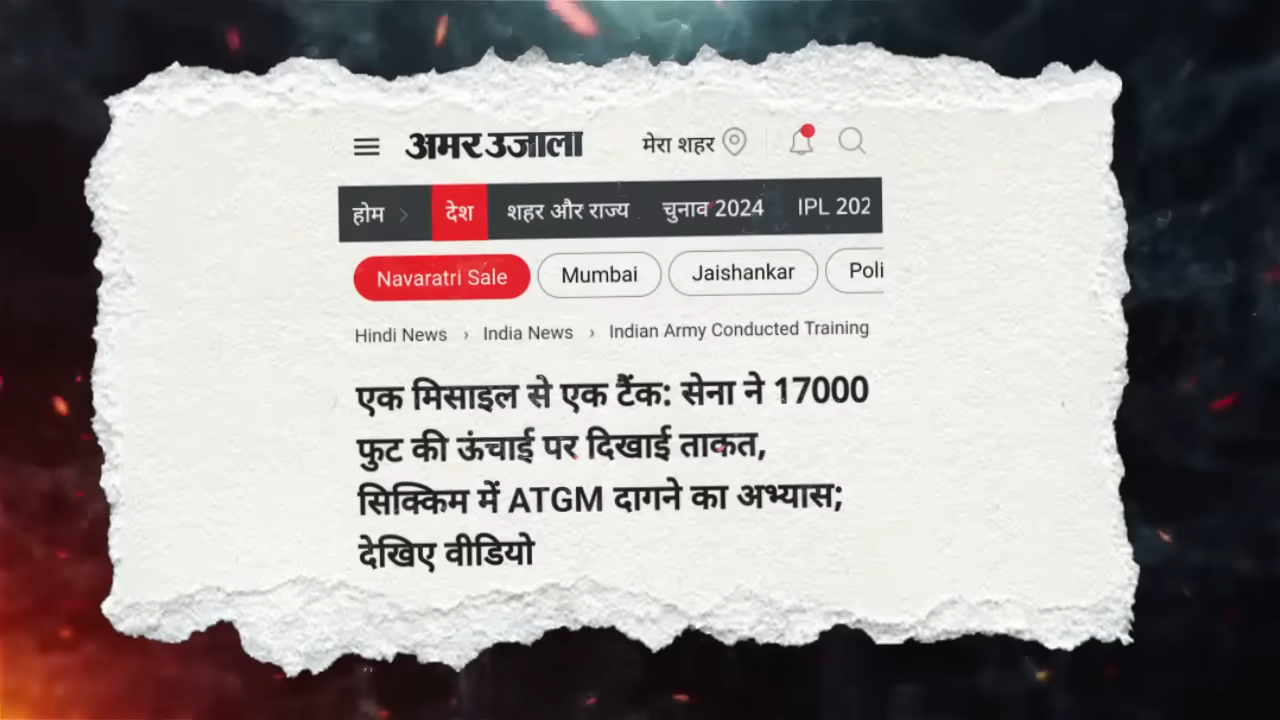 अमर उजाला मेरा शहर
होम देश शहर और राज्य चुनाव 2024 IPL 202
Navaratri Sale Mumbai Jaishankar Poli
Hindi News › India News › Indian Army Conducted Training
एक मिसाइल से एक टैंक: सेना ने 17000
फुट की ऊंचाई पर दिखाई ताकत,
सिक्किम में ATGM दागने का अभ्यास;
देखिए वीडियो